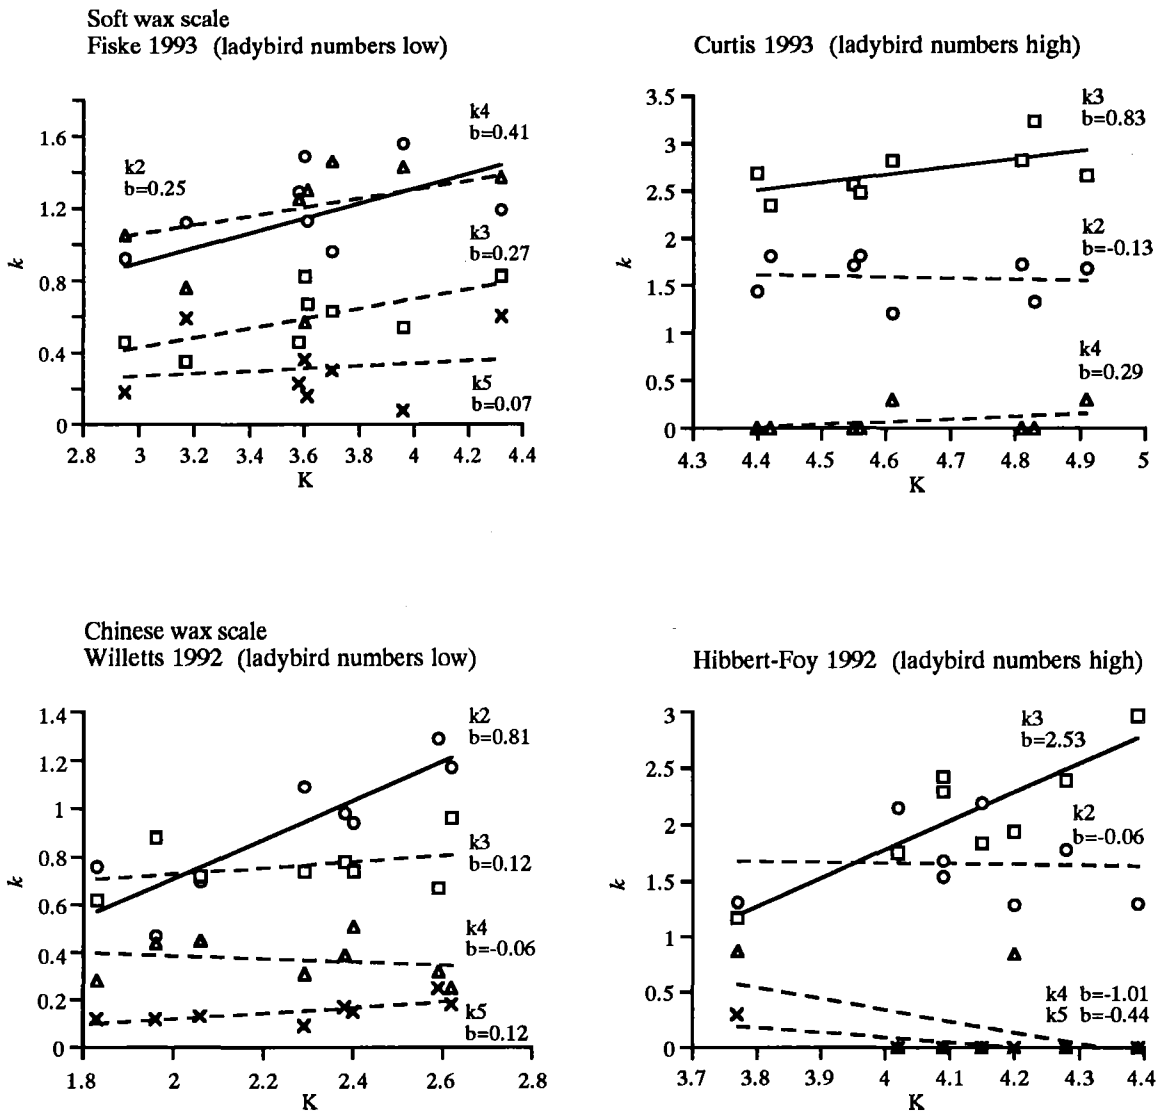 Soft wax scale
Fiske 1993 (ladybird numbers low)
k4
b=0.41
k2
b=0.25
k3
b=0.27
k5
b=0.07
1.6
1.2
0.8
0.4
0
k
2.8 3 3.2 3.4 3.6 3.8 4 4.2 4.4
K
Curtis 1993 (ladybird numbers high)
k3
b=0.83
k2
b=-0.13
k4
b=0.29
3.5
3
2.5
2
1.5
1
0.5
0
k
4.3 4.4 4.5 4.6 4.7 4.8 4.9 5
K
Chinese wax scale
Willetts 1992 (ladybird numbers low)
k2
b=0.81
k3
b=0.12
k4
b=-0.06
k5
b=0.12
1.4
1.2
1
0.8
0.6
0.4
0.2
0
k
1.8 2 2.2 2.4 2.6 2.8
K
Hibbert-Foy 1992 (ladybird numbers high)
k3
b=2.53
k2
b=-0.06
k4 b=-1.01
k5 b=-0.44
3
2.5
2
1.5
1
0.5
0
k
3.7 3.8 3.9 4 4.1 4.2 4.3 4.4
K